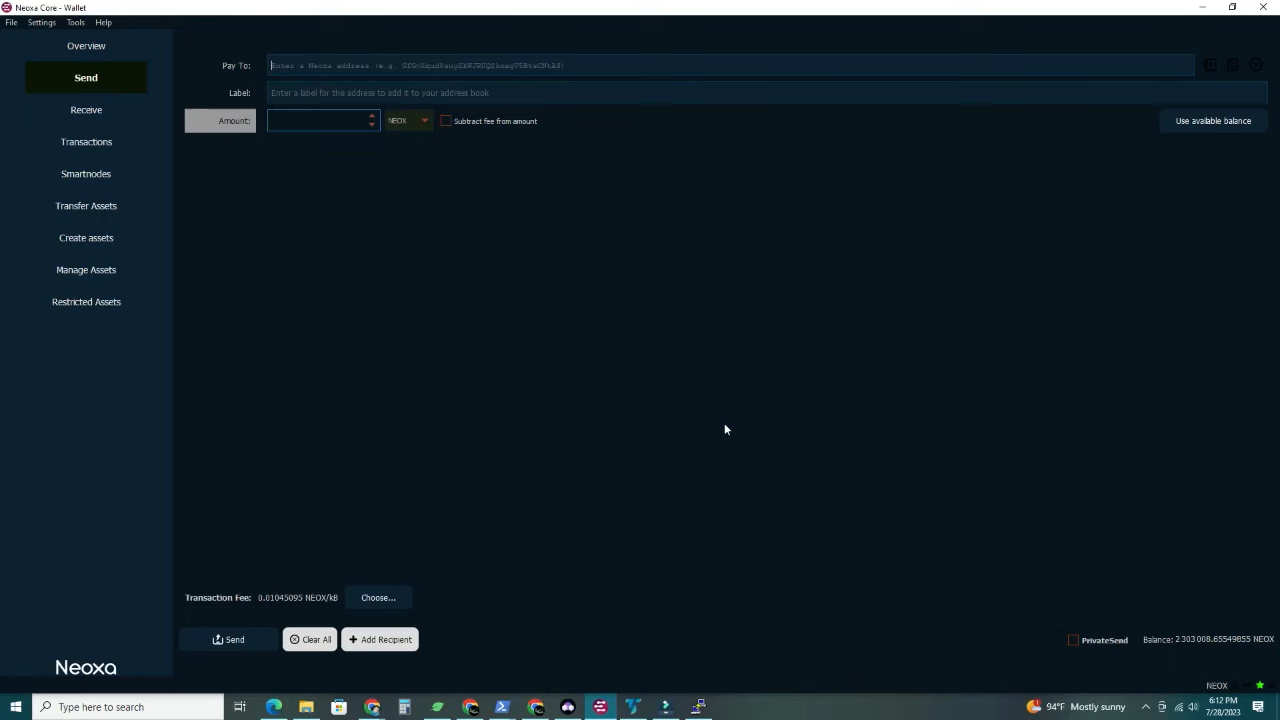 Neoxa Core - Wallet
File Settings Tools Help
Overview
Send
Receive
Transactions
Smartnodes
Transfer Assets
Create assets
Manage Assets
Restricted Assets
Pay To:
Enter a Neoxa address (e.g.
Label: Enter a label for this address to add it to your address book
Amount: NEOX Subtract fee from amount Use available balance
Transaction Fee: 0.01045095 NEOX/kB Choose...
Send Clear All Add Recipient PrivateSend Balance: 2 303 008.65549855 NEOX
Neoxa
NEOX
Type here to search
94°F Mostly sunny
6:12 PM
7/28/2023